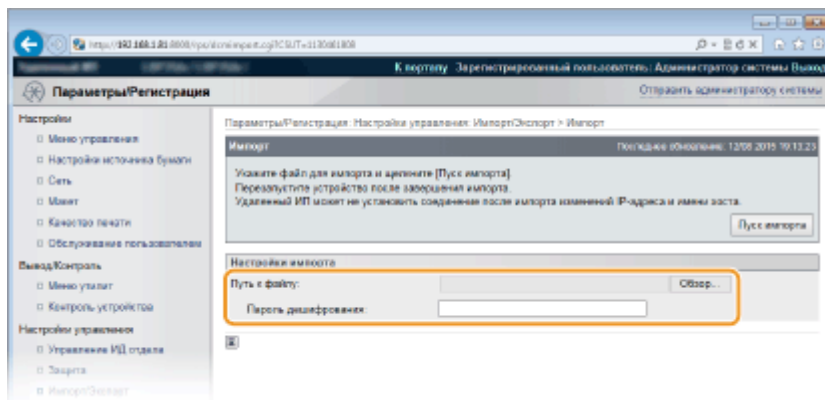 К порталу Зарегистрированный пользователь: Администратор системы Выход
Параметры/Регистрация
Отправить администратору системы
Настройки
Меню управления
Настройки источника бумаги
Сеть
Макет
Качество печати
Обслуживание пользователем
Вывод/Контроль
Меню утилит
Контроль устройства
Настройки управления
Управление ИД отдела
Защита
Импорт/Экспорт
Параметры/Регистрация: Настройки управления: Импорт/Экспорт > Импорт
Импорт
Последнее обновление: 12/08 2015 19:13:23
Укажите файл для импорта и щелкните [Пуск импорта].
Перезапустите устройство после завершения импорта.
Удаленный ИП может не установить соединение после импорта изменений IP-адреса и имени хоста.
Пуск импорта
Настройки импорта
Путь к файлу:
Обзор...
Пароль дешифрования: